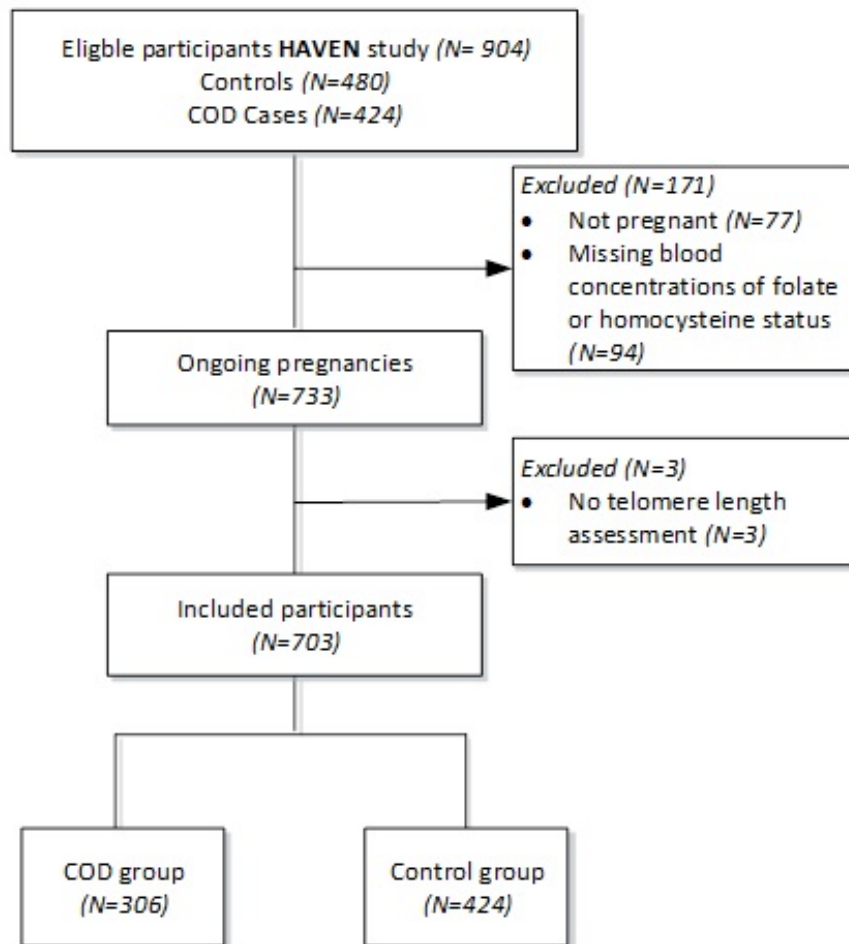 Eligble participants HAVEN study (N= 904)
Controls (N=480)
COD Cases (N=424)
Excluded (N=171)
• Not pregnant (N=77)
• Missing blood
concentrations of folate
or homocysteine status
(N=94)
Ongoing pregnancies
(N=733)
Excluded (N=3)
• No telomere length
assessment (N=3)
Included participants
(N=703)
COD group
(N=306)
Control group
(N=424)